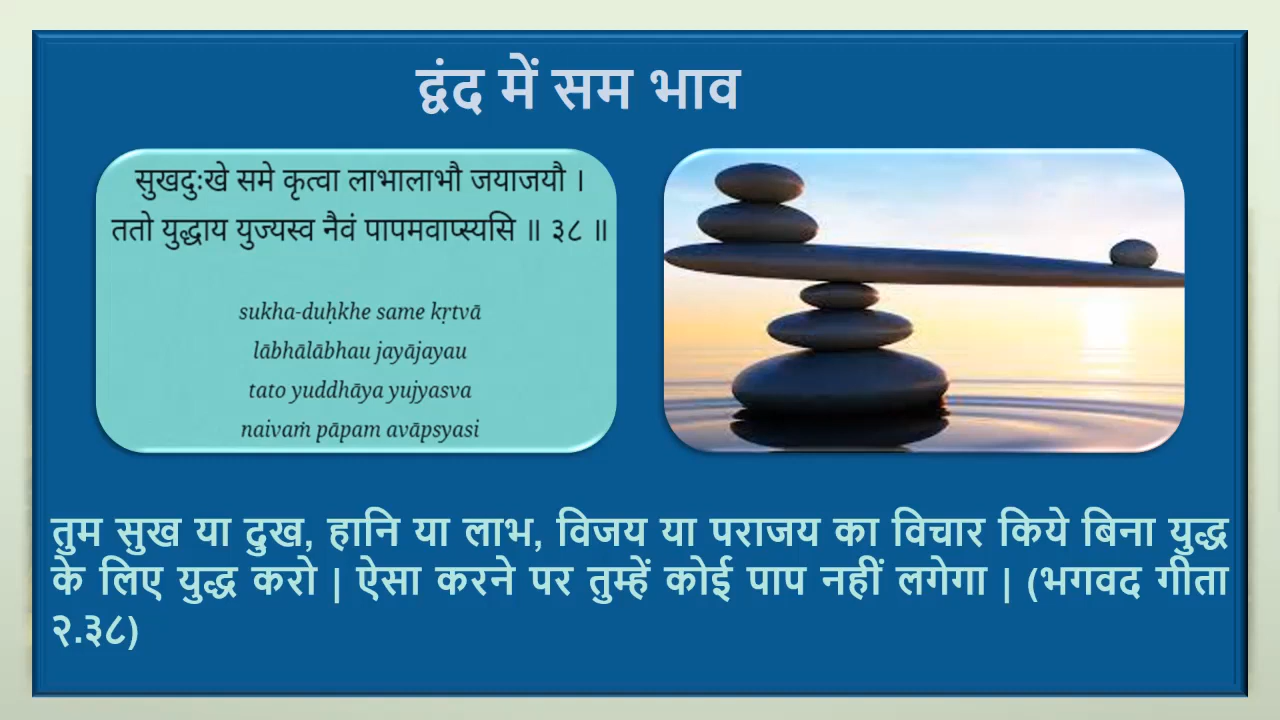 द्वंद में सम भाव
सुखदुःखे समे कृत्वा लाभालाभौ जयाजयौ ।
ततो युद्धाय युज्यस्व नैवं पापमवाप्स्यसि ॥ ३८ ॥
sukha-duḥkhe same kṛtvā
lābhālābhau jayājayau
tato yuddhāya yujyasva
naivaṁ pāpam avāpsyasi
तुम सुख या दुख, हानि या लाभ, विजय या पराजय का विचार किये बिना युद्ध
के लिए युद्ध करो | ऐसा करने पर तुम्हें कोई पाप नहीं लगेगा | (भगवद गीता
२.३८)